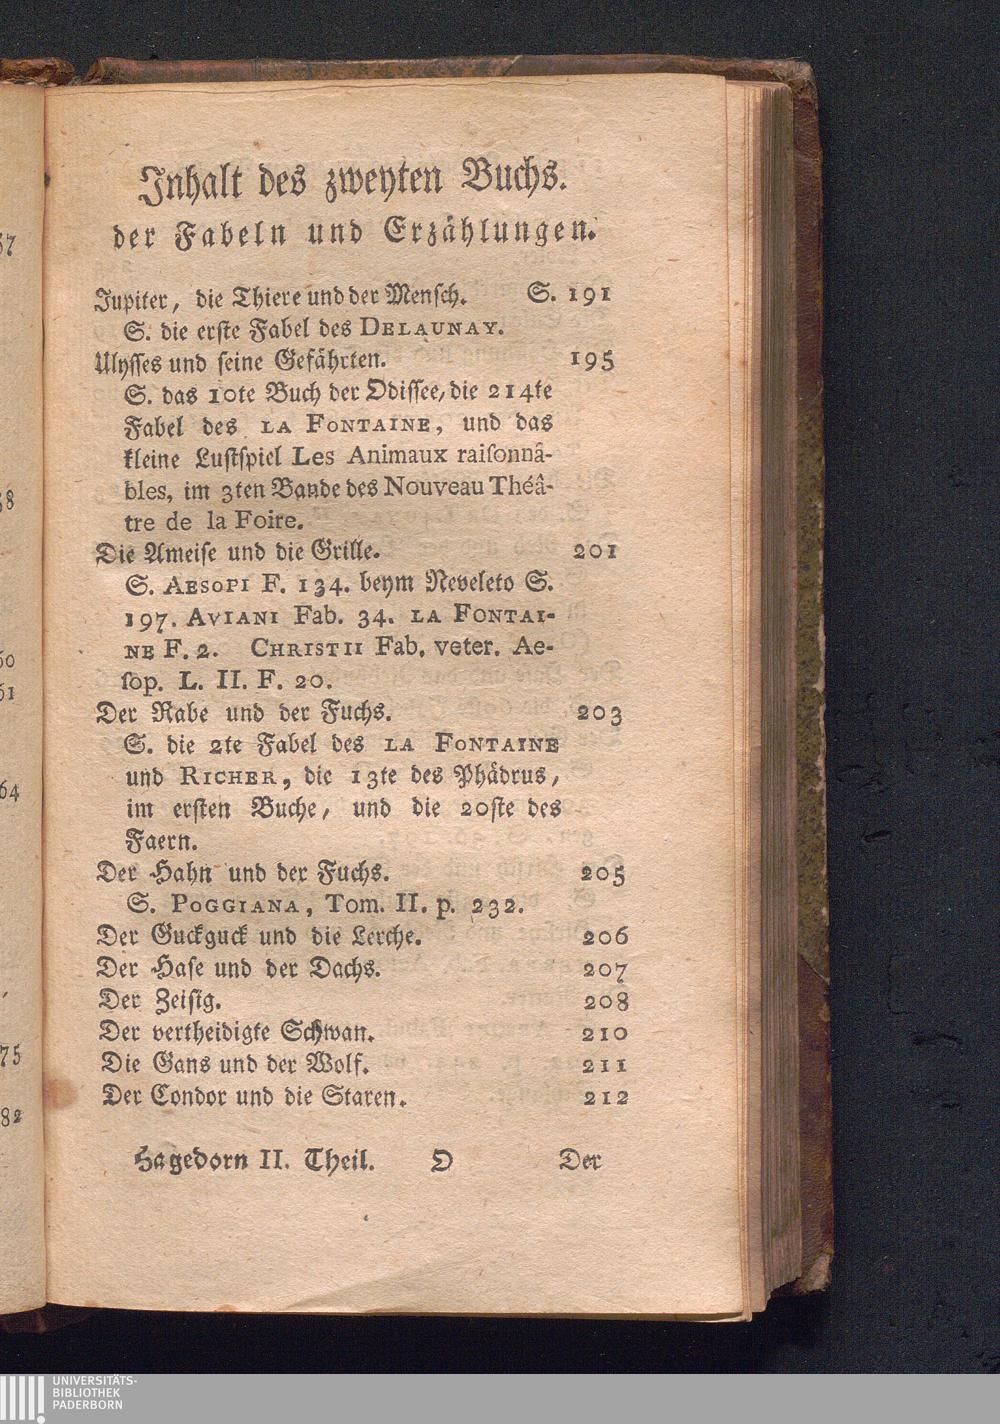 Inhalt des zweyten Buchs.
der Fabeln und Erzählungen.
Jupiter, die Thiere und der Mensch. S. 191
S. die erste Fabel des DELAUNAY.
Ulysses und seine Gefährten. 195
S. das 10te Buch der Odissee, die 214te
Fabel des LA FONTAINE, und das
kleine Lustspiel Les Animaux raiſonnâ-
bles, im 3ten Bande des Nouveau Théâ-
tre de la Foire.
Die Ameise und die Grille. 201
S. AESOPI F. 134. beym Neveleto S.
197. AVIANI Fab. 34. LA FONTAI-
NE F. 2. CHRISTII Fab. veter. Ae-
ſop. L. II. F. 20.
Der Rabe und der Fuchs. 203
S. die 2te Fabel des LA FONTAINE
und RICHER, die 13te des Phädrus,
im ersten Buche, und die 20ste des
Faern.
Der Hahn und der Fuchs. 205
S. POGGIANA, Tom. II. p. 232.
Der Guckguck und die Lerche. 206
Der Hase und der Dachs. 207
Der Zeisig. 208
Der vertheidigte Schwan. 210
Die Gans und der Wolf. 211
Der Condor und die Staren. 212
Hagedorn II. Theil. O Der
57
58
60
61
64
75
82
UNIVERSITÄTS-
BIBLIOTHEK
PADERBORN